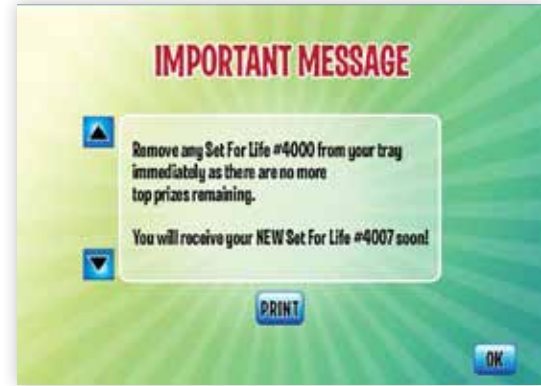 IMPORTANT MESSAGE
Remove any Set For Life #4000 from your tray
immediately as there are no more
top prizes remaining.
You will receive your NEW Set For Life #4007 soon!
PRINT
OK